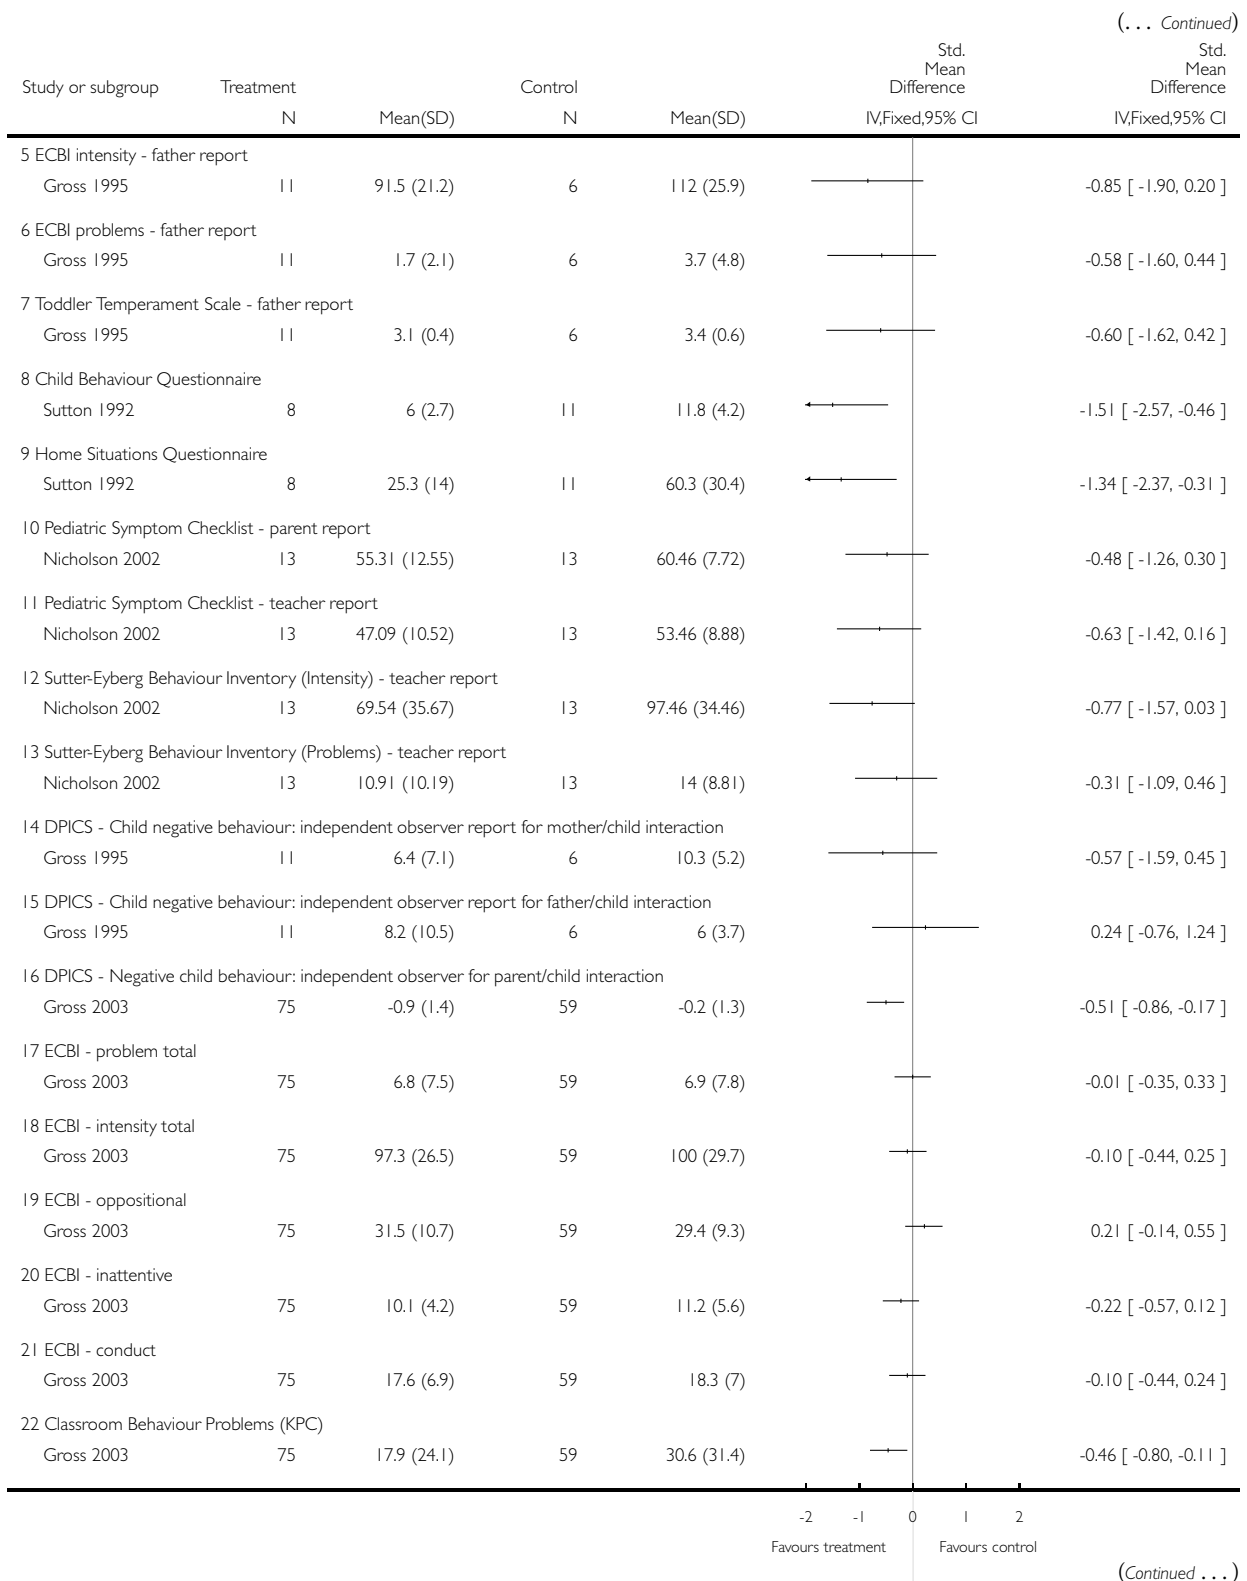 (... Continued)
Std. Std.
Mean Mean
Study or subgroup Treatment Control Difference Difference
N Mean(SD) N Mean(SD) IV,Fixed,95% CI IV,Fixed,95% CI
5 ECBI intensity - father report
Gross 1995 11 91.5 (21.2) 6 112 (25.9) -0.85 [ -1.90, 0.20 ]
6 ECBI problems - father report
Gross 1995 11 1.7 (2.1) 6 3.7 (4.8) -0.58 [ -1.60, 0.44 ]
7 Toddler Temperament Scale - father report
Gross 1995 11 3.1 (0.4) 6 3.4 (0.6) -0.60 [ -1.62, 0.42 ]
8 Child Behaviour Questionnaire
Sutton 1992 8 6 (2.7) 11 11.8 (4.2) -1.51 [ -2.57, -0.46 ]
9 Home Situations Questionnaire
Sutton 1992 8 25.3 (14) 11 60.3 (30.4) -1.34 [ -2.37, -0.31 ]
10 Pediatric Symptom Checklist - parent report
Nicholson 2002 13 55.31 (12.55) 13 60.46 (7.72) -0.48 [ -1.26, 0.30 ]
11 Pediatric Symptom Checklist - teacher report
Nicholson 2002 13 47.09 (10.52) 13 53.46 (8.88) -0.63 [ -1.42, 0.16 ]
12 Sutter-Eyberg Behaviour Inventory (Intensity) - teacher report
Nicholson 2002 13 69.54 (35.67) 13 97.46 (34.46) -0.77 [ -1.57, 0.03 ]
13 Sutter-Eyberg Behaviour Inventory (Problems) - teacher report
Nicholson 2002 13 10.91 (10.19) 13 14 (8.81) -0.31 [ -1.09, 0.46 ]
14 DPICS - Child negative behaviour: independent observer report for mother/child interaction
Gross 1995 11 6.4 (7.1) 6 10.3 (5.2) -0.57 [ -1.59, 0.45 ]
15 DPICS - Child negative behaviour: independent observer report for father/child interaction
Gross 1995 11 8.2 (10.5) 6 6 (3.7) 0.24 [ -0.76, 1.24 ]
16 DPICS - Negative child behaviour: independent observer for parent/child interaction
Gross 2003 75 -0.9 (1.4) 59 -0.2 (1.3) -0.51 [ -0.86, -0.17 ]
17 ECBI - problem total
Gross 2003 75 6.8 (7.5) 59 6.9 (7.8) -0.01 [ -0.35, 0.33 ]
18 ECBI - intensity total
Gross 2003 75 97.3 (26.5) 59 100 (29.7) -0.10 [ -0.44, 0.25 ]
19 ECBI - oppositional
Gross 2003 75 31.5 (10.7) 59 29.4 (9.3) 0.21 [ -0.14, 0.55 ]
20 ECBI - inattentive
Gross 2003 75 10.1 (4.2) 59 11.2 (5.6) -0.22 [ -0.57, 0.12 ]
21 ECBI - conduct
Gross 2003 75 17.6 (6.9) 59 18.3 (7) -0.10 [ -0.44, 0.24 ]
22 Classroom Behaviour Problems (KPC)
Gross 2003 75 17.9 (24.1) 59 30.6 (31.4) -0.46 [ -0.80, -0.11 ]
-2 -1 0 1 2
Favours treatment Favours control
(Continued ...)